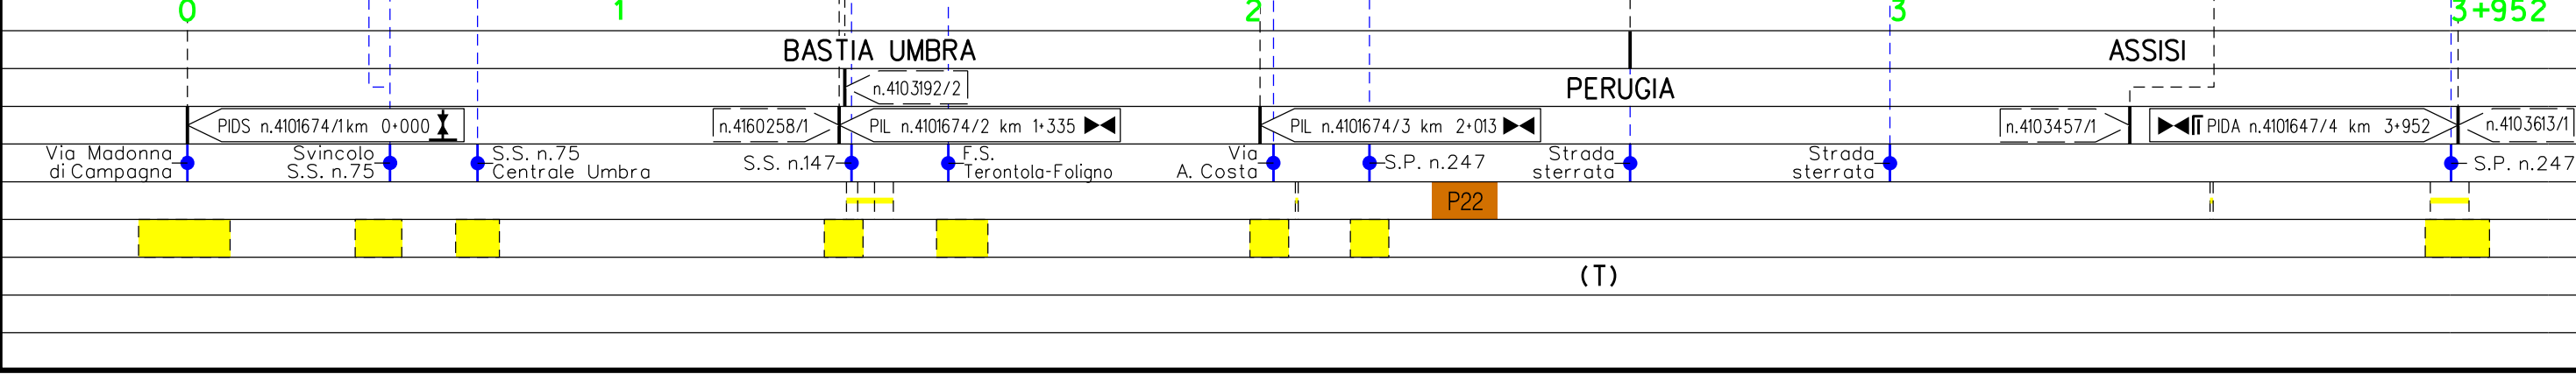 0 1 2 3 3+952
BASTIA UMBRA ASSISI
n.4103192/2 PERUGIA
PIDS n.4101674/1 km 0+000 n.4160258/1 PIL n.4101674/2 km 1+335 PIL n.4101674/3 km 2+013 n.4103457/1 PIDA n.4101647/4 km 3+952 n.4103613/1
Via Madonna
di Campagna
Svincolo
S.S. n.75
S.S. n.75
Centrale Umbra
S.S. n.147
F.S.
Terontola-Foligno
Via
A. Costa
S.P. n.247
Strada
sterrata
Strada
sterrata
S.P. n.247
P22
(T)